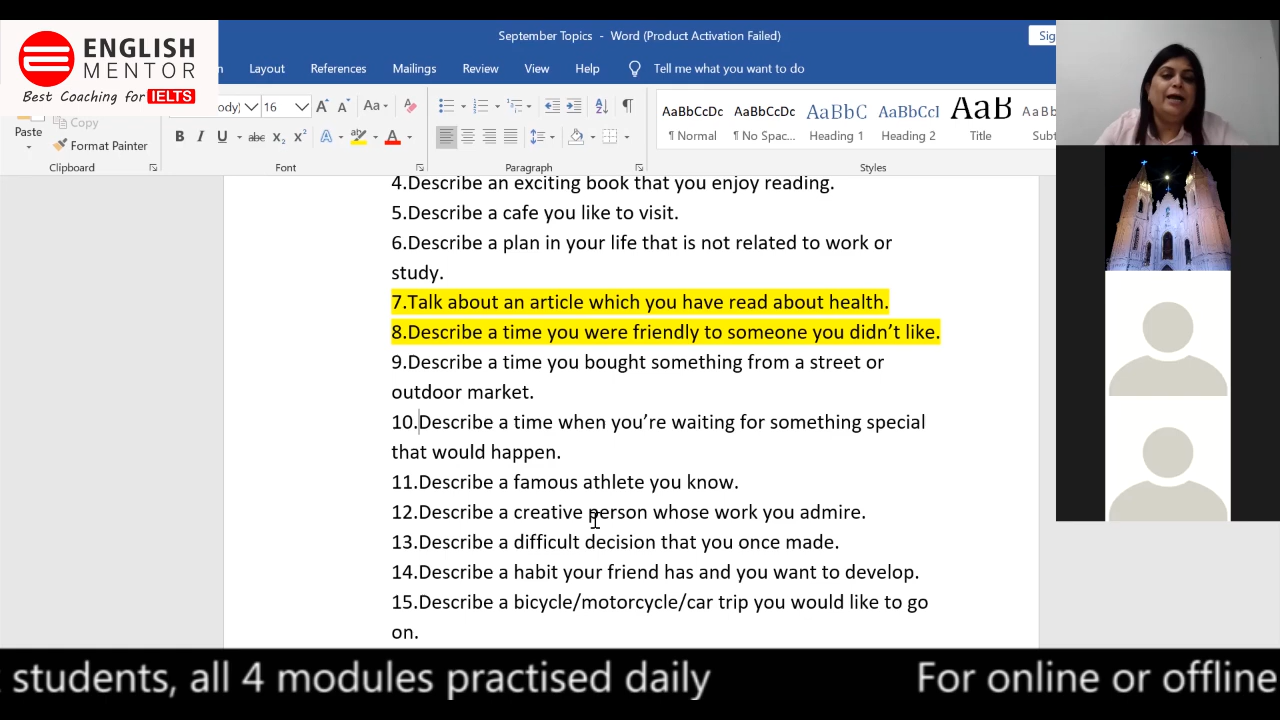 ENGLISH
MENTOR
Best Coaching for IELTS
September Topics - Word (Product Activation Failed)
Sig
Layout References Mailings Review View Help Tell me what you want to do
16
Paste
Copy
Format Painter
Clipboard
Font
Paragraph
AaBbCcDc AaBbCcDc AaBbC AaBbCcI AaB AaBb
¶ Normal ¶ No Spac... Heading 1 Heading 2 Title Subt
Styles
4.Describe an exciting book that you enjoy reading.
5.Describe a cafe you like to visit.
6.Describe a plan in your life that is not related to work or
study.
7.Talk about an article which you have read about health.
8.Describe a time you were friendly to someone you didn’t like.
9.Describe a time you bought something from a street or
outdoor market.
10.Describe a time when you’re waiting for something special
that would happen.
11.Describe a famous athlete you know.
12.Describe a creative person whose work you admire.
13.Describe a difficult decision that you once made.
14.Describe a habit your friend has and you want to develop.
15.Describe a bicycle/motorcycle/car trip you would like to go
on.
students, all 4 modules practised daily For online or offline